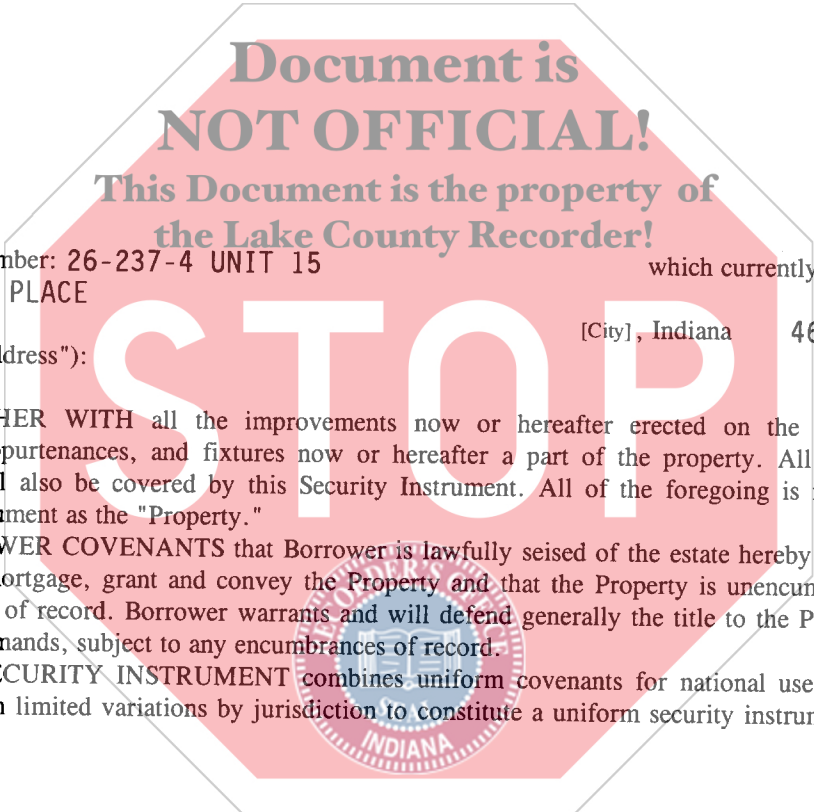 Document is
NOT OFFICIAL!
This Document is the property of
the Lake County Recorder!
mber: 26-237-4 UNIT 15 which currently
PLACE
STOP
[City], Indiana 46
ldress"):
HER WITH all the improvements now or hereafter erected on the
purtenances, and fixtures now or hereafter a part of the property. All
l also be covered by this Security Instrument. All of the foregoing is
ment as the "Property."
WER COVENANTS that Borrower is lawfully seised of the estate hereby
ortgage, grant and convey the Property and that the Property is unencum
of record. Borrower warrants and will defend generally the title to the P
mands, subject to any encumbrances of record.
CURITY INSTRUMENT combines uniform covenants for national use
limited variations by jurisdiction to constitute a uniform security instrum
RECORDER'S OFFICE
SEAL
INDIANA